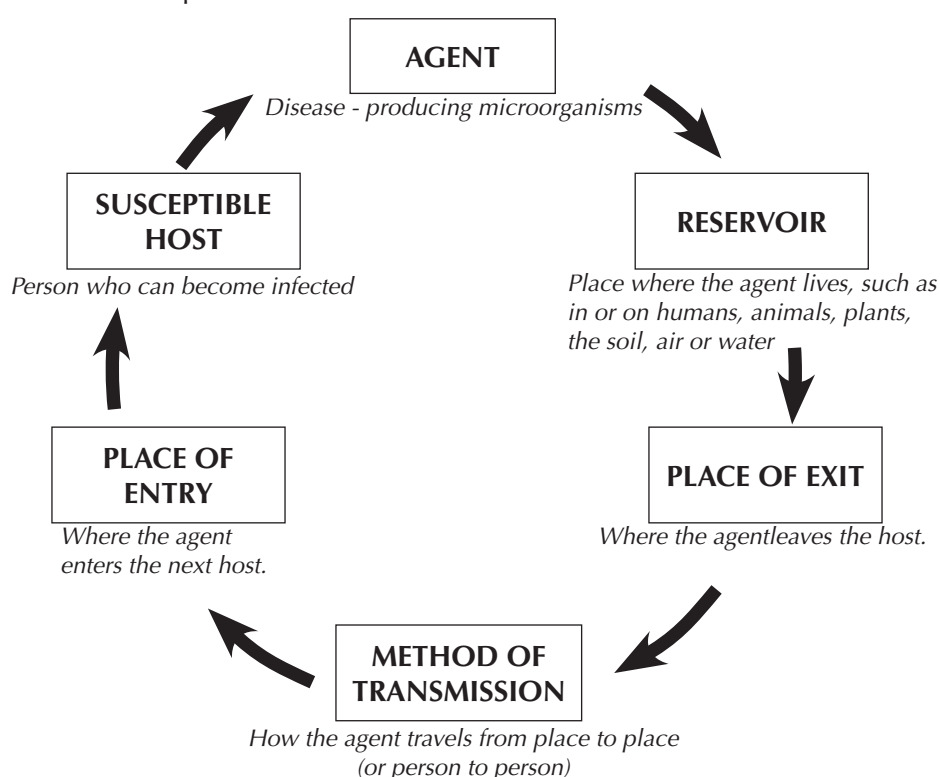 AGENT
Disease - producing microorganisms
RESERVOIR
Place where the agent lives, such as
in or on humans, animals, plants,
the soil, air or water
PLACE OF EXIT
Where the agentleaves the host.
METHOD OF
TRANSMISSION
How the agent travels from place to place
(or person to person)
PLACE OF
ENTRY
Where the agent
enters the next host.
SUSCEPTIBLE
HOST
Person who can become infected